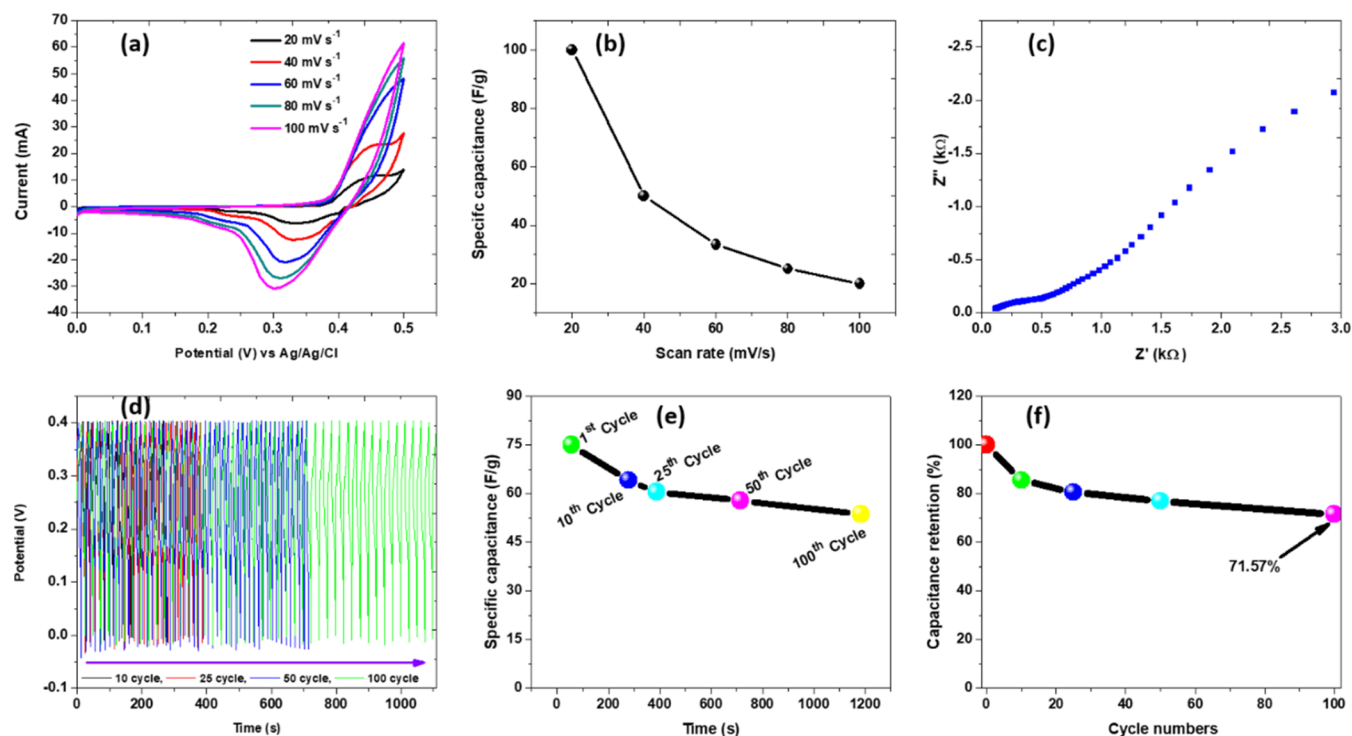 (a)
20 mV s⁻¹
40 mV s⁻¹
60 mV s⁻¹
80 mV s⁻¹
100 mV s⁻¹
Current (mA)
70
60
50
40
30
20
10
0
-10
-20
-30
-40
0.0 0.1 0.2 0.3 0.4 0.5
Potential (V) vs Ag/Ag/Cl
(b)
Specifc capacitance (F/g)
100
80
60
40
20
20 40 60 80 100
Scan rate (mV/s)
(c)
Z'' (kΩ)
-2.5
-2.0
-1.5
-1.0
-0.5
0.0
0.0 0.5 1.0 1.5 2.0 2.5 3.0
Z' (kΩ)
(d)
Potential (V)
0.4
0.3
0.2
0.1
0.0
-0.1
10 cycle, 25 cycle, 50 cycle, 100 cycle
0 200 400 600 800 1000
Time (s)
(e)
Specific capacitance (F/g)
90
75
60
45
30
15
0
1st Cycle
10th Cycle
25th Cycle
50th Cycle
100th Cycle
0 200 400 600 800 1000 1200
Time (s)
(f)
Capacitance retention (%)
120
100
80
60
40
20
0
71.57%
0 20 40 60 80 100
Cycle numbers